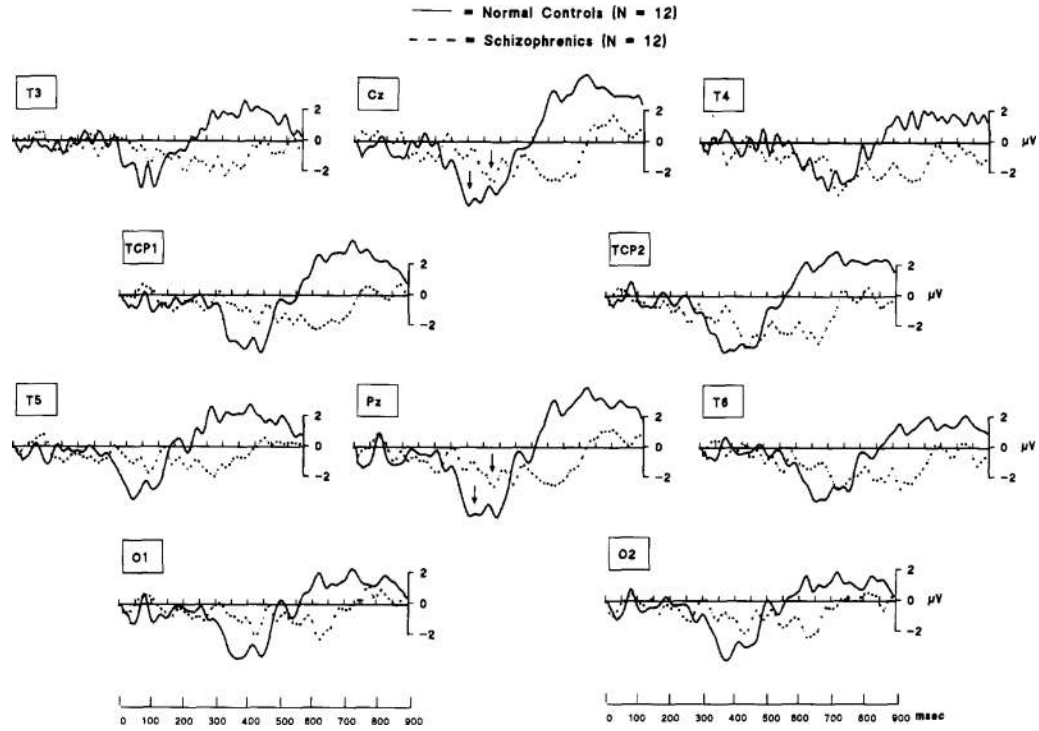 = Normal Controls (N = 12)
= Schizophrenics (N = 12)
T3
2
0
-2
Cz
2
0
-2
T4
2
0
-2
μV
TCP1
2
0
-2
TCP2
2
0
-2
μV
T5
2
0
-2
Pz
2
0
-2
T6
2
0
-2
μV
O1
2
0
-2
O2
2
0
-2
μV
0 100 200 300 400 500 600 700 800 900
0 100 200 300 400 500 600 700 800 900 msec